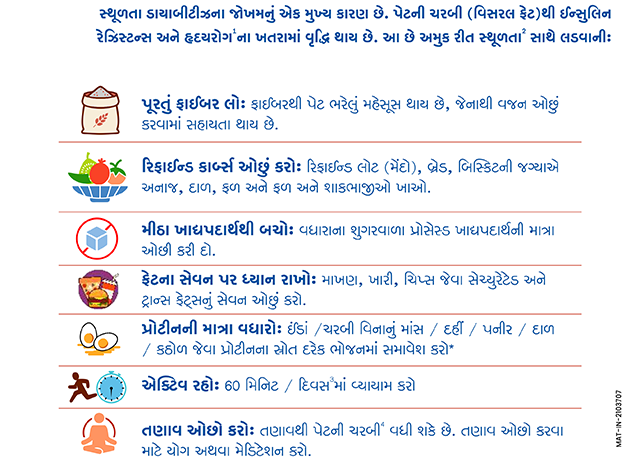 સ્થૂળતા ડાયાબીટીઝના જોખમનું એક મુખ્ય કારણ છે. પેટની ચરબી (વિસરલ ફેટ)થી ઈન્સુલિન
રેઝિસ્ટન્સ અને હૃદયરોગ¹ના ખતરામાં વૃદ્ધિ થાય છે. આ છે અમુક રીત સ્થૂળતા² સાથે લડવાની:
પૂરતું ફાઈબર લો: ફાઈબરથી પેટ ભરેલું મહેસૂસ થાય છે, જેનાથી વજન ઓછું
કરવામાં સહાયતા થાય છે.
રિફાઈન્ડ કાર્બ્સ ઓછું કરો: રિફાઈન્ડ લોટ (મેંદો), બ્રેડ, બિસ્કિટની જગ્યાએ
અનાજ, દાળ, ફળ અને ફળ અને શાકભાજીઓ ખાઓ.
મીઠા ખાદ્યપદાર્થથી બચો: વધારાના શુગરવાળા પ્રોસેસ્ડ ખાદ્યપદાર્થની માત્રા
ઓછી કરી દો.
ફેટના સેવન પર ધ્યાન રાખો: માખણ, ખારી, ચિપ્સ જેવા સેચ્યુરેટેડ અને
ટ્રાન્સ ફેટ્સનું સેવન ઓછું કરો.
પ્રોટીનની માત્રા વધારો: ઈંડાં /ચરબી વિનાનું માંસ / દહીં / પનીર / દાળ
/ કઠોળ જેવા પ્રોટીનના સ્રોત દરેક ભોજનમાં સમાવેશ કરો*
એક્ટિવ રહો: 60 મિનિટ / દિવસ³માં વ્યાયામ કરો
તણાવ ઓછો કરો: તણાવથી પેટની ચરબી⁴ વધી શકે છે. તણાવ ઓછો કરવા
માટે યોગ અથવા મેડિટેશન કરો.
MAT-IN-2103707